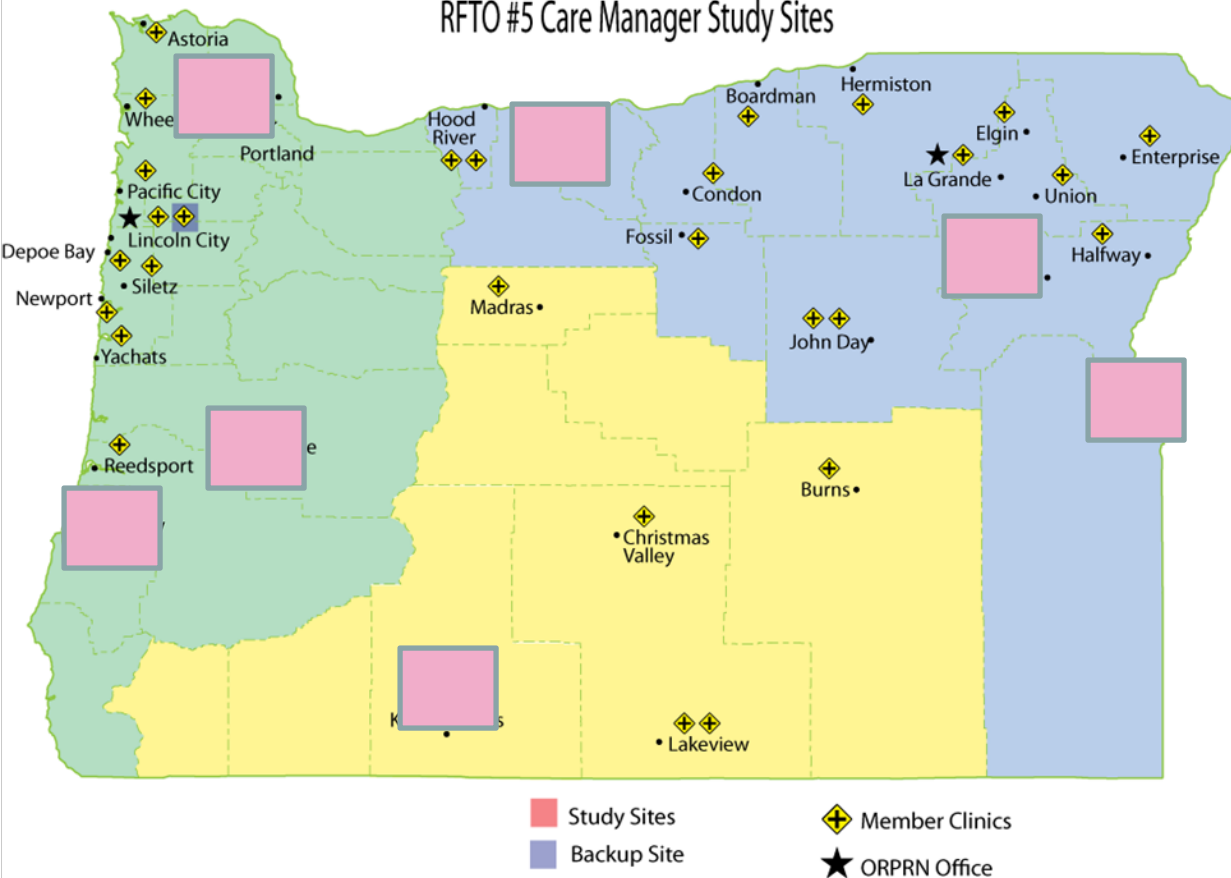 RFTO #5 Care Manager Study Sites
Astoria
Whee
Portland
Pacific City
Lincoln City
Depoe Bay
Siletz
Newport
Yachats
Reedsport
e
Hood
River
Boardman
Hermiston
Elgin
Enterprise
La Grande
Union
Condon
Fossil
Halfway
Madras
John Day
Burns
Christmas
Valley
K s
Lakeview
Study Sites
Backup Site
Member Clinics
ORPRN Office